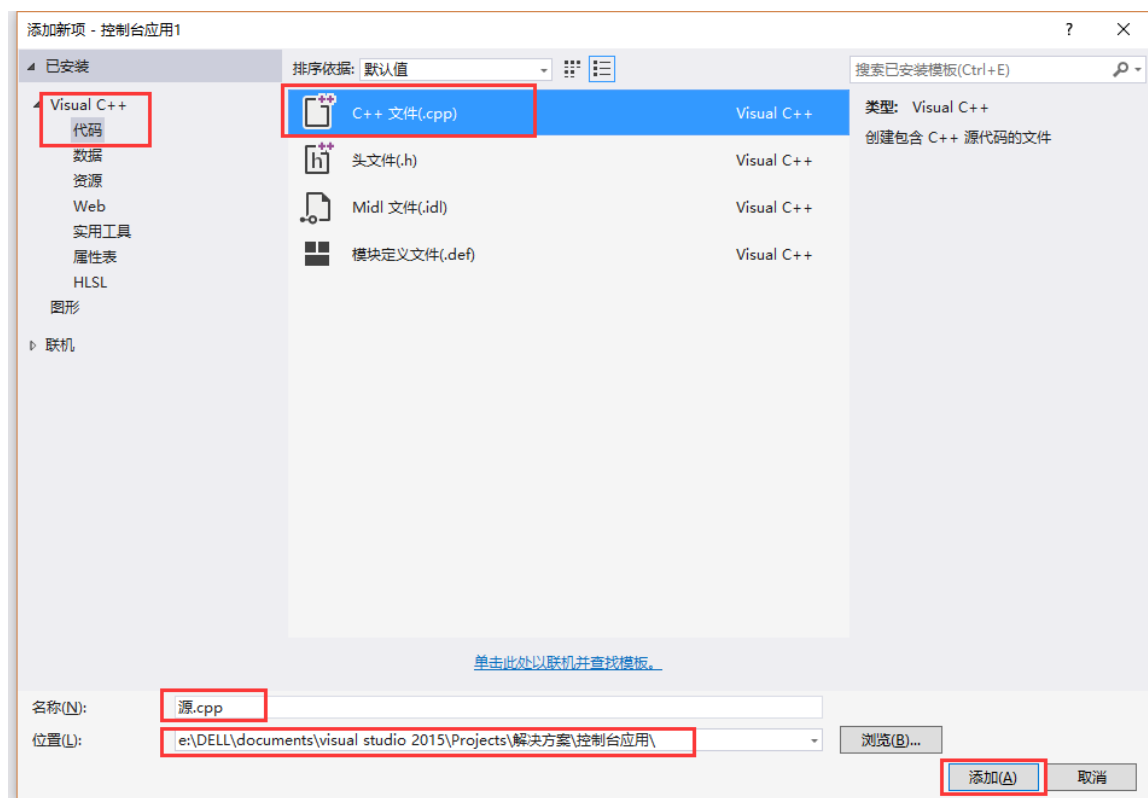 添加新项 - 控制台应用1
? ×
已安装
排序依据: 默认值
搜索已安装模板(Ctrl+E)
Visual C++
代码
数据
资源
Web
实用工具
属性表
HLSL
图形
联机
C++ 文件(.cpp) Visual C++
头文件(.h) Visual C++
Midl 文件(.idl) Visual C++
模块定义文件(.def) Visual C++
类型: Visual C++
创建包含 C++ 源代码的文件
单击此处以联机并查找模板。
名称(N): 源.cpp
位置(L): e:\DELL\documents\visual studio 2015\Projects\解决方案\控制台应用\
浏览(B)...
添加(A) 取消